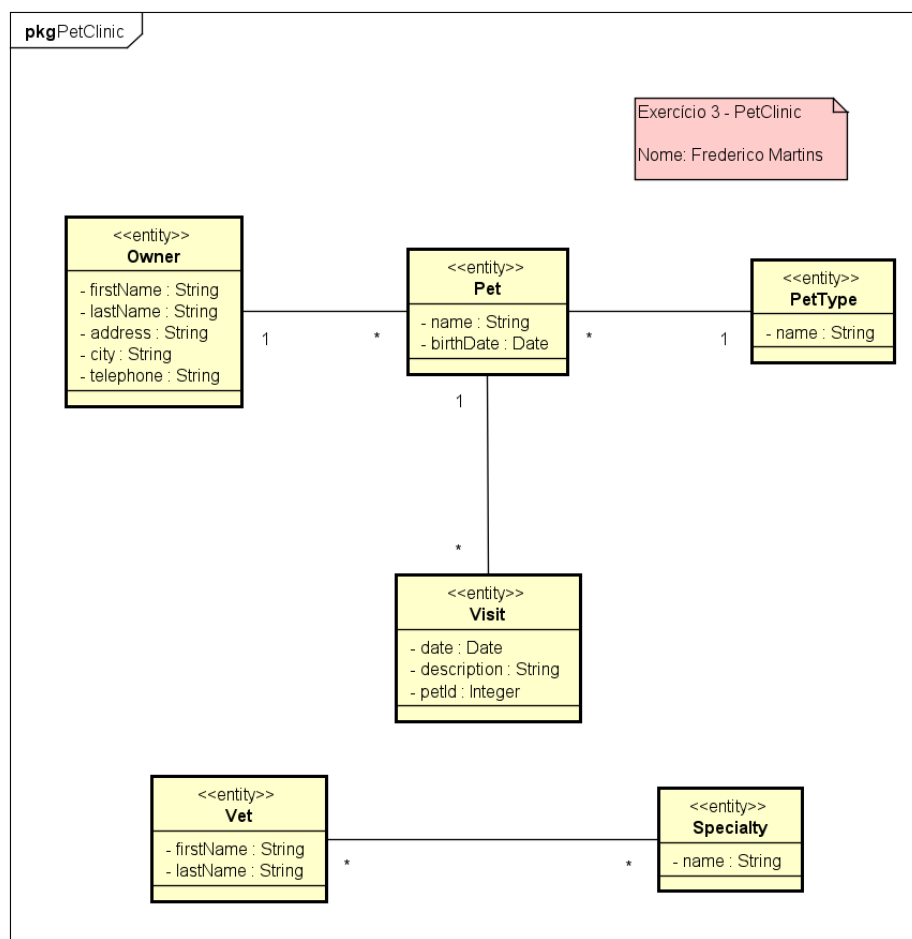 pkg PetClinic
Exercício 3 - PetClinic
Nome: Frederico Martins
<<entity>>
Owner
- firstName : String
- lastName : String
- address : String
- city : String
- telephone : String
1
*
<<entity>>
Pet
- name : String
- birthDate : Date
*
1
<<entity>>
PetType
- name : String
1
*
<<entity>>
Visit
- date : Date
- description : String
- petId : Integer
<<entity>>
Vet
- firstName : String
- lastName : String
*
*
<<entity>>
Specialty
- name : String